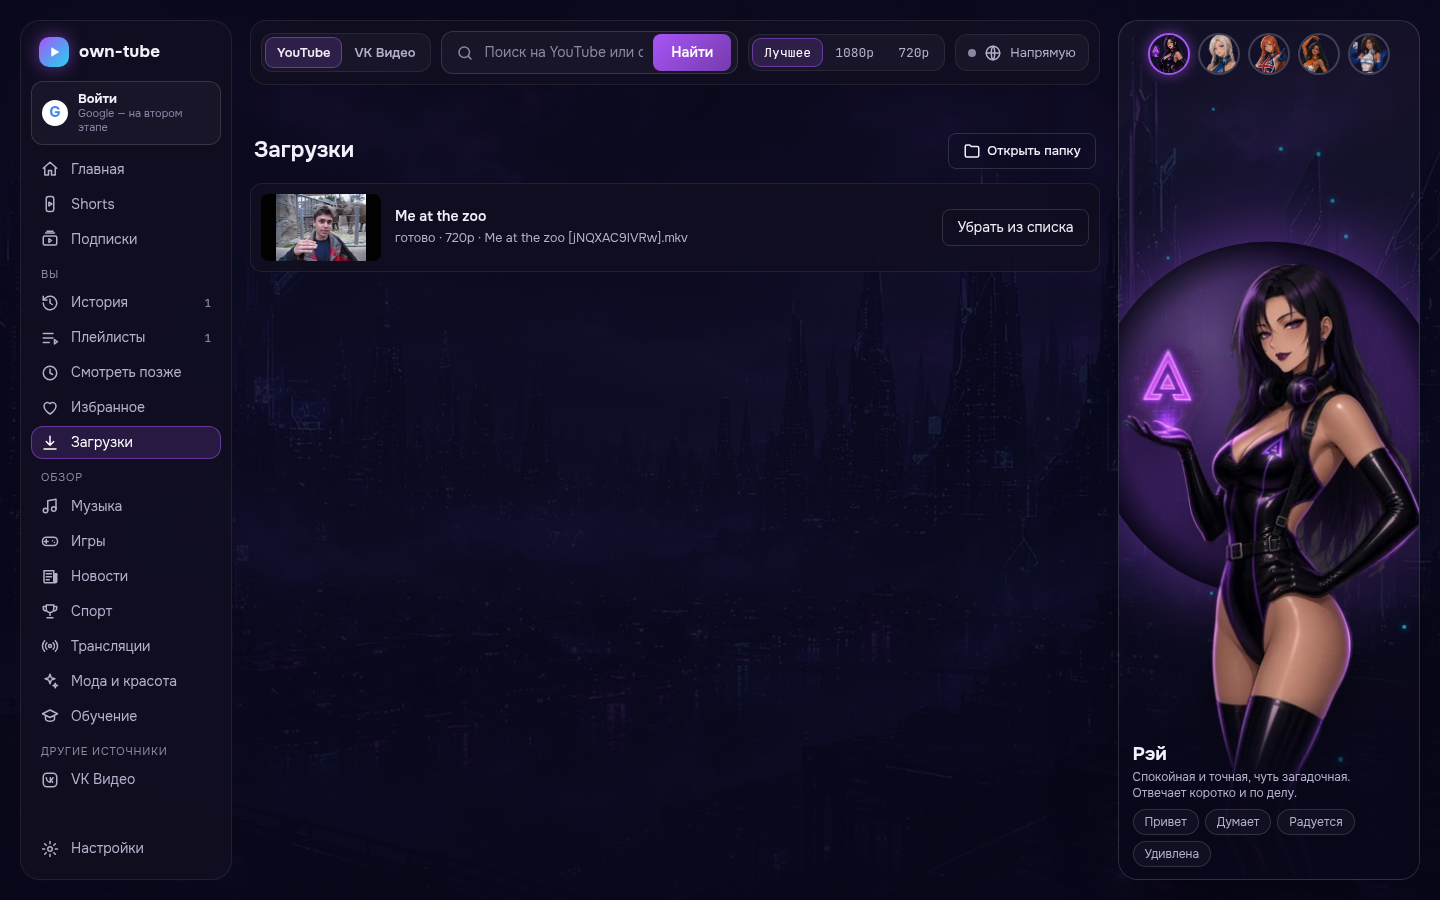 own-tube
Войти
Google — на втором
этапе
Главная
Shorts
Подписки
ВЫ
История 1
Плейлисты 1
Смотреть позже
Избранное
Загрузки
ОБЗОР
Музыка
Игры
Новости
Спорт
Трансляции
Мода и красота
Обучение
ДРУГИЕ ИСТОЧНИКИ
VK Видео
Настройки
YouTube VK Видео Поиск на YouTube или с Найти Лучшее 1080p 720p Напрямую
Загрузки Открыть папку
Me at the zoo
готово · 720p · Me at the zoo [jNQXAC9IVRw].mkv
Убрать из списка
Рэй
Спокойная и точная, чуть загадочная.
Отвечает коротко и по делу.
Привет Думает Радуется
Удивлена